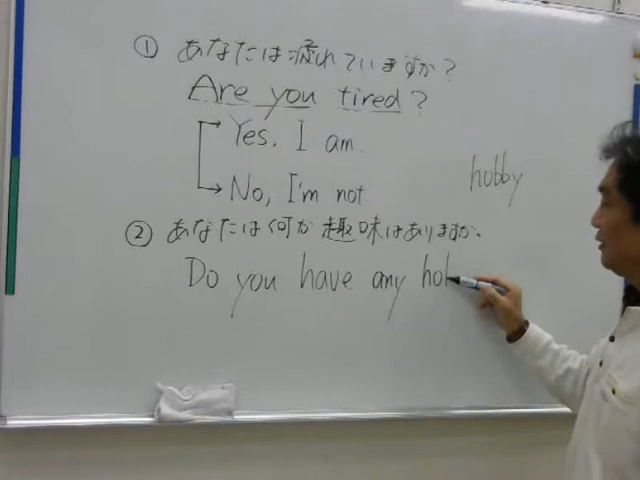 ① あなたは疲れていますか?
Are you tired?
Yes. I am.
No, I'm not
hobby
② あなたは何か趣味はありますか。
Do you have any hob